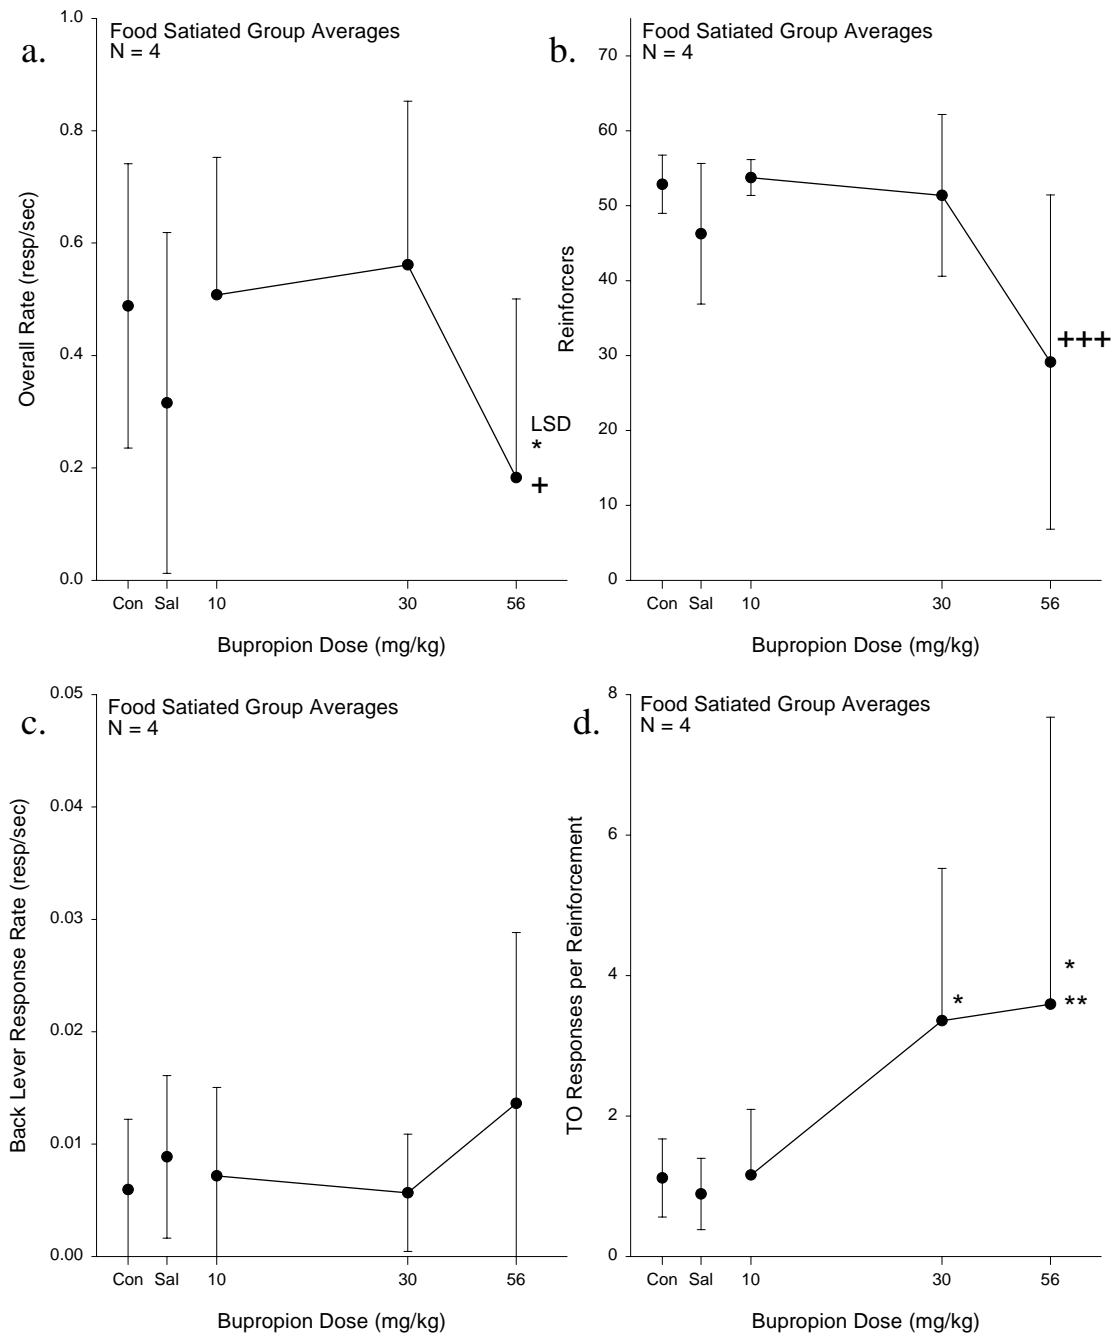 a.
Food Satiated Group Averages
N = 4
1.0
0.8
0.6
0.4
0.2
0.0
Overall Rate (resp/sec)
LSD
*
+
Con Sal 10 30 56
Bupropion Dose (mg/kg)
b.
Food Satiated Group Averages
N = 4
70
60
50
40
30
20
10
0
Reinforcers
+++
Con Sal 10 30 56
Bupropion Dose (mg/kg)
c.
Food Satiated Group Averages
N = 4
0.05
0.04
0.03
0.02
0.01
0.00
Back Lever Response Rate (resp/sec)
Con Sal 10 30 56
Bupropion Dose (mg/kg)
d.
Food Satiated Group Averages
N = 4
8
6
4
2
0
TO Responses per Reinforcement
*
*
**
Con Sal 10 30 56
Bupropion Dose (mg/kg)